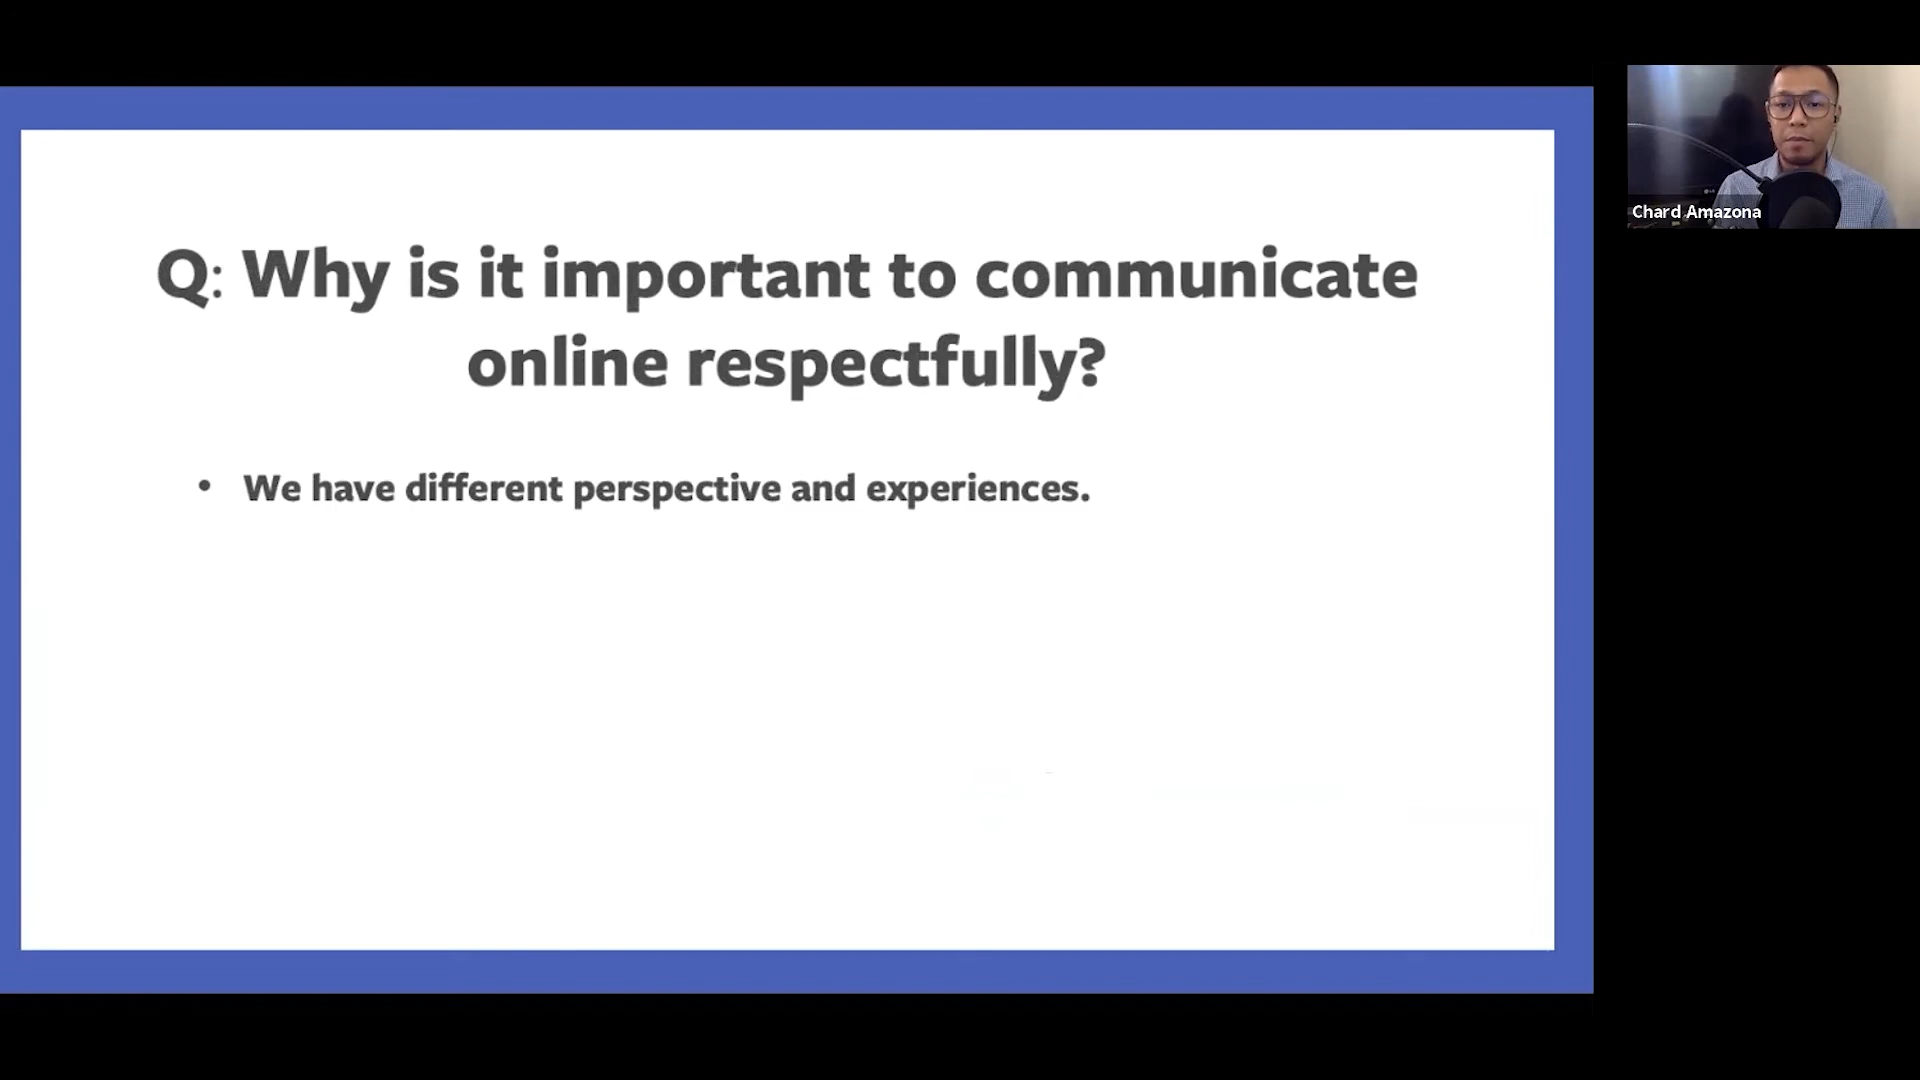 Q: Why is it important to communicate
online respectfully?
• We have different perspective and experiences.
Chard Amazona